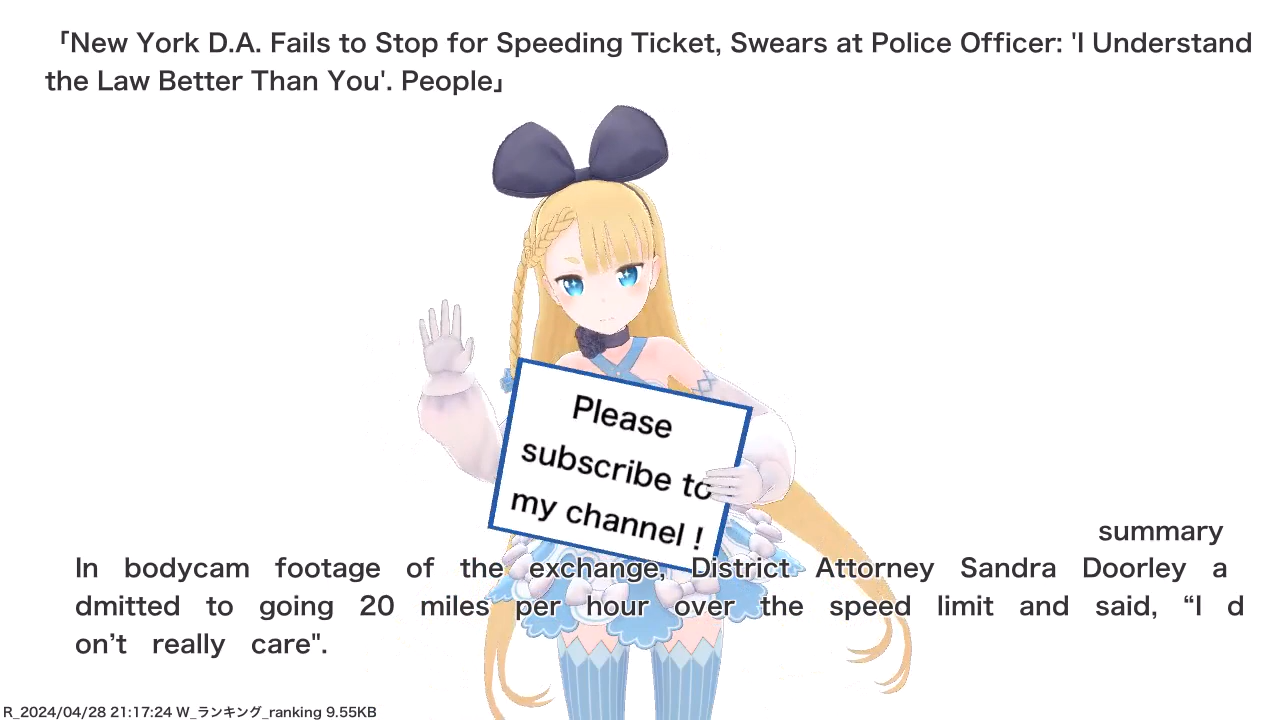 「New York D.A. Fails to Stop for Speeding Ticket, Swears at Police Officer: 'I Understand
the Law Better Than You'. People」
Please
subscribe to
my channel !
summary
In bodycam footage of the exchange, District Attorney Sandra Doorley a
dmitted to going 20 miles per hour over the speed limit and said, “I d
on’t really care".
R_2024/04/28 21:17:24 W_ランキング_ranking 9.55KB